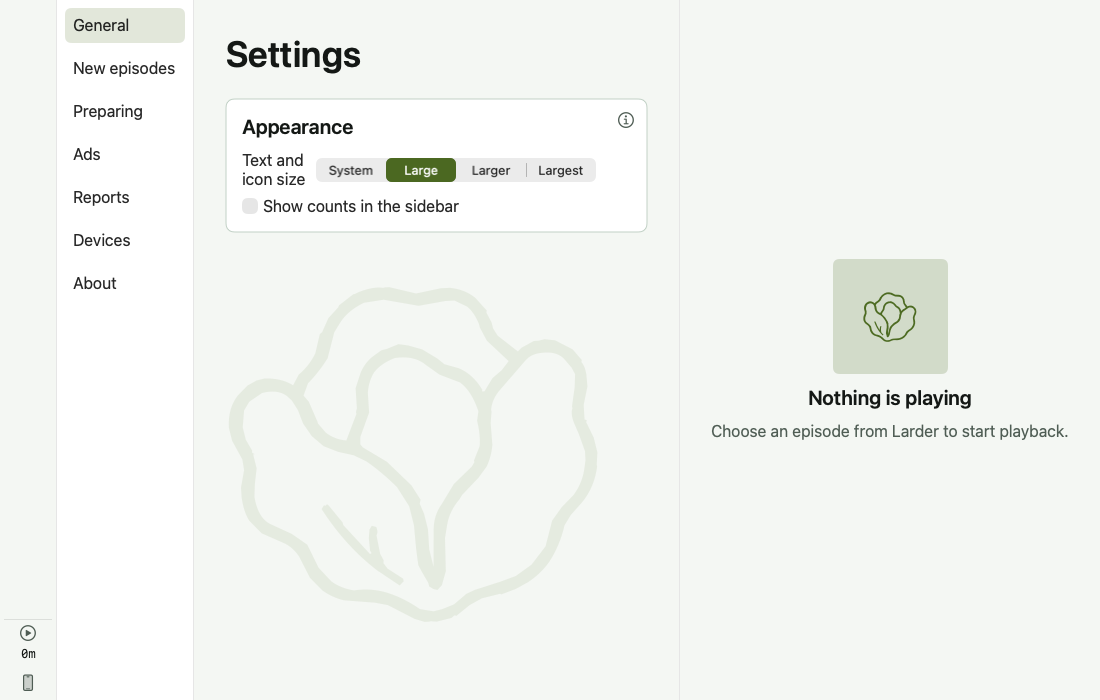 General
New episodes
Preparing
Ads
Reports
Devices
About
0m
Settings
Appearance
Text and
icon size
System
Large
Larger
Largest
Show counts in the sidebar
Nothing is playing
Choose an episode from Larder to start playback.